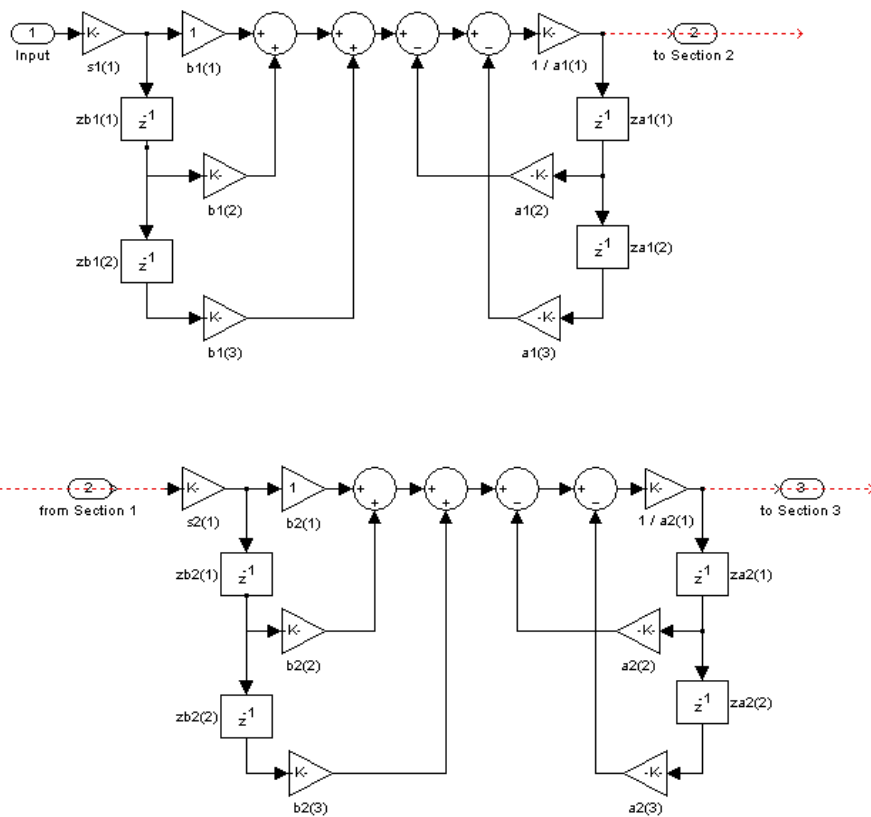 1 K- 1 + + + + + − + − K- 2
Input s1(1) b1(1) 1 / a1(1) to Section 2
zb1(1) z-1 z-1 za1(1)
K- -K-
b1(2) a1(2)
zb1(2) z-1 z-1 za1(2)
K- -K-
b1(3) a1(3)
2 K- 1 + + + + + − + − K- 3
from Section 1 s2(1) b2(1) 1 / a2(1) to Section 3
zb2(1) z-1 z-1 za2(1)
K- -K-
b2(2) a2(2)
zb2(2) z-1 z-1 za2(2)
K- -K-
b2(3) a2(3)